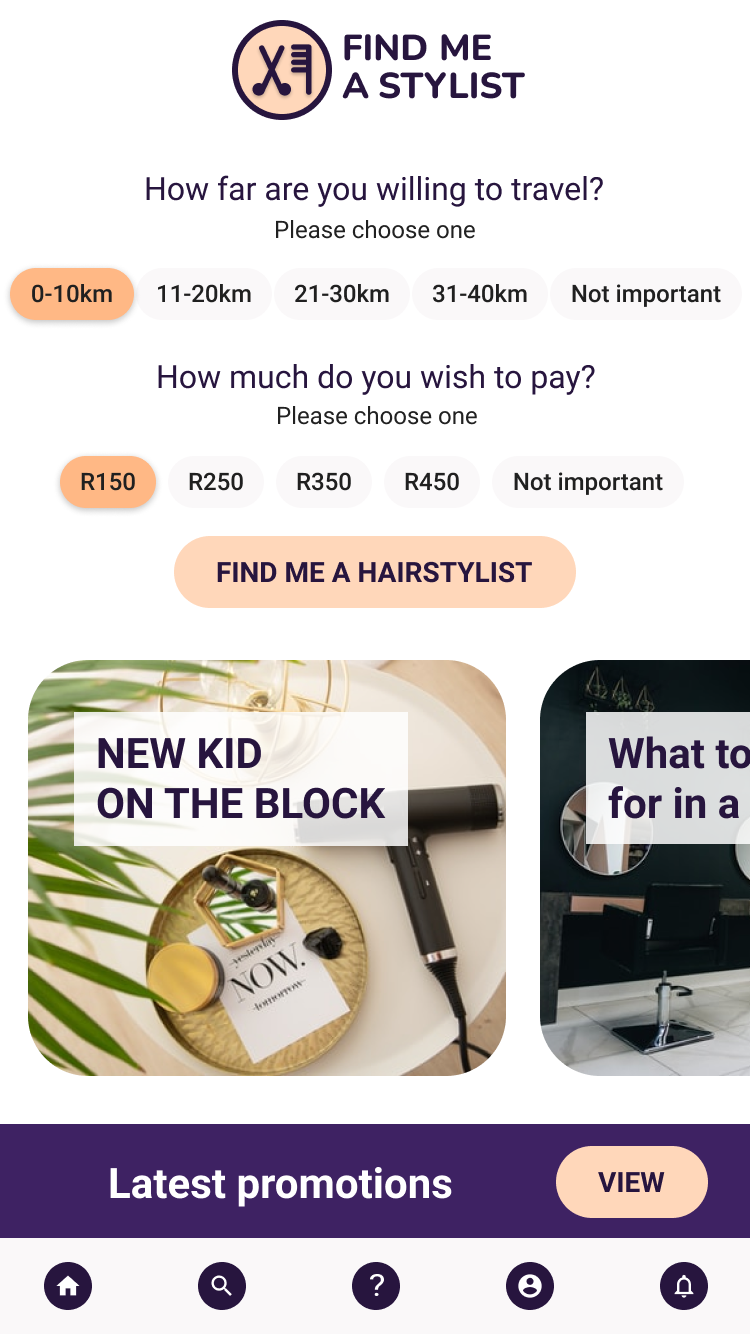 FIND ME
A STYLIST
How far are you willing to travel?
Please choose one
0-10km
11-20km
21-30km
31-40km
Not important
How much do you wish to pay?
Please choose one
R150
R250
R350
R450
Not important
FIND ME A HAIRSTYLIST
NEW KID
ON THE BLOCK
yesterday
NOW.
tomorrow
What to
for in a
Latest promotions
VIEW
?